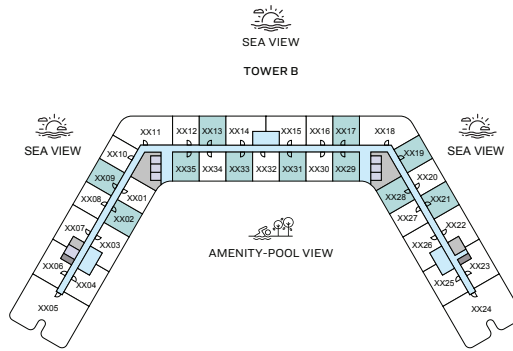 SEA VIEW
TOWER B
SEA VIEW
SEA VIEW
XX11
XX12
XX13
XX14
XX15
XX16
XX17
XX18
XX10
XX09
XX08
XX07
XX06
XX05
XX01
XX02
XX03
XX04
XX35
XX34
XX33
XX32
XX31
XX30
XX29
XX19
XX20
XX21
XX22
XX23
XX24
XX28
XX27
XX26
XX25
AMENITY-POOL VIEW